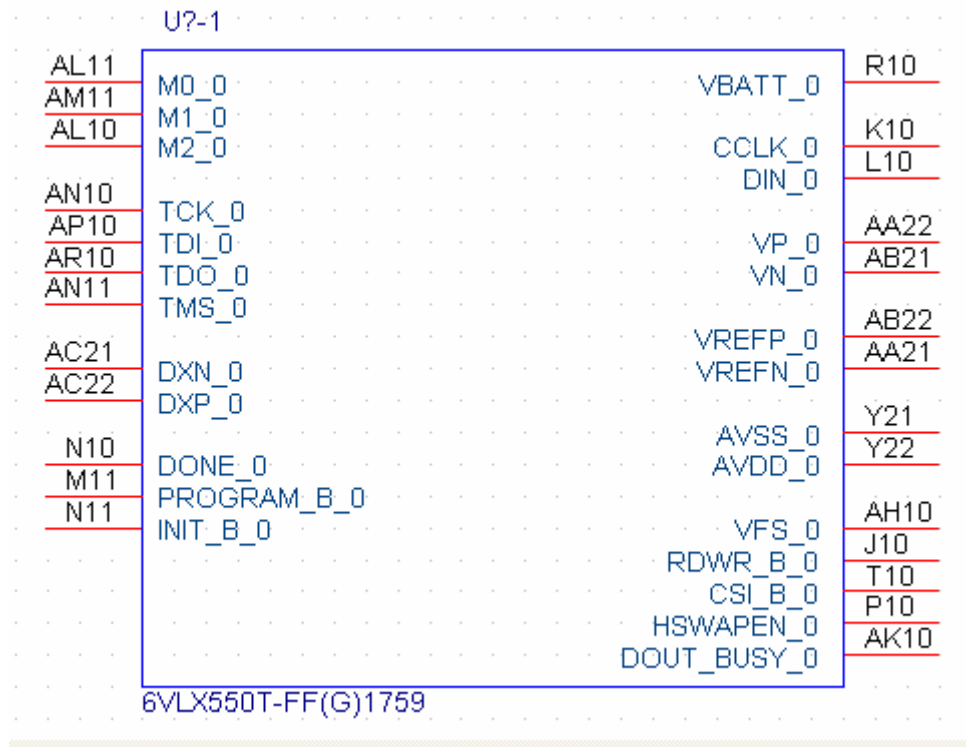 U?-1
AL11 M0_0 VBATT_0 R10
AM11 M1_0
AL10 M2_0 CCLK_0 K10
DIN_0 L10
AN10 TCK_0
AP10 TDI_0 VP_0 AA22
AR10 TDO_0 VN_0 AB21
AN11 TMS_0
VREFP_0 AB22
AC21 DXN_0 VREFN_0 AA21
AC22 DXP_0
AVSS_0 Y21
N10 DONE_0 AVDD_0 Y22
M11 PROGRAM_B_0
N11 INIT_B_0 VFS_0 AH10
RDWR_B_0 J10
CSI_B_0 T10
HSWAPEN_0 P10
DOUT_BUSY_0 AK10
6VLX550T-FF(G)1759